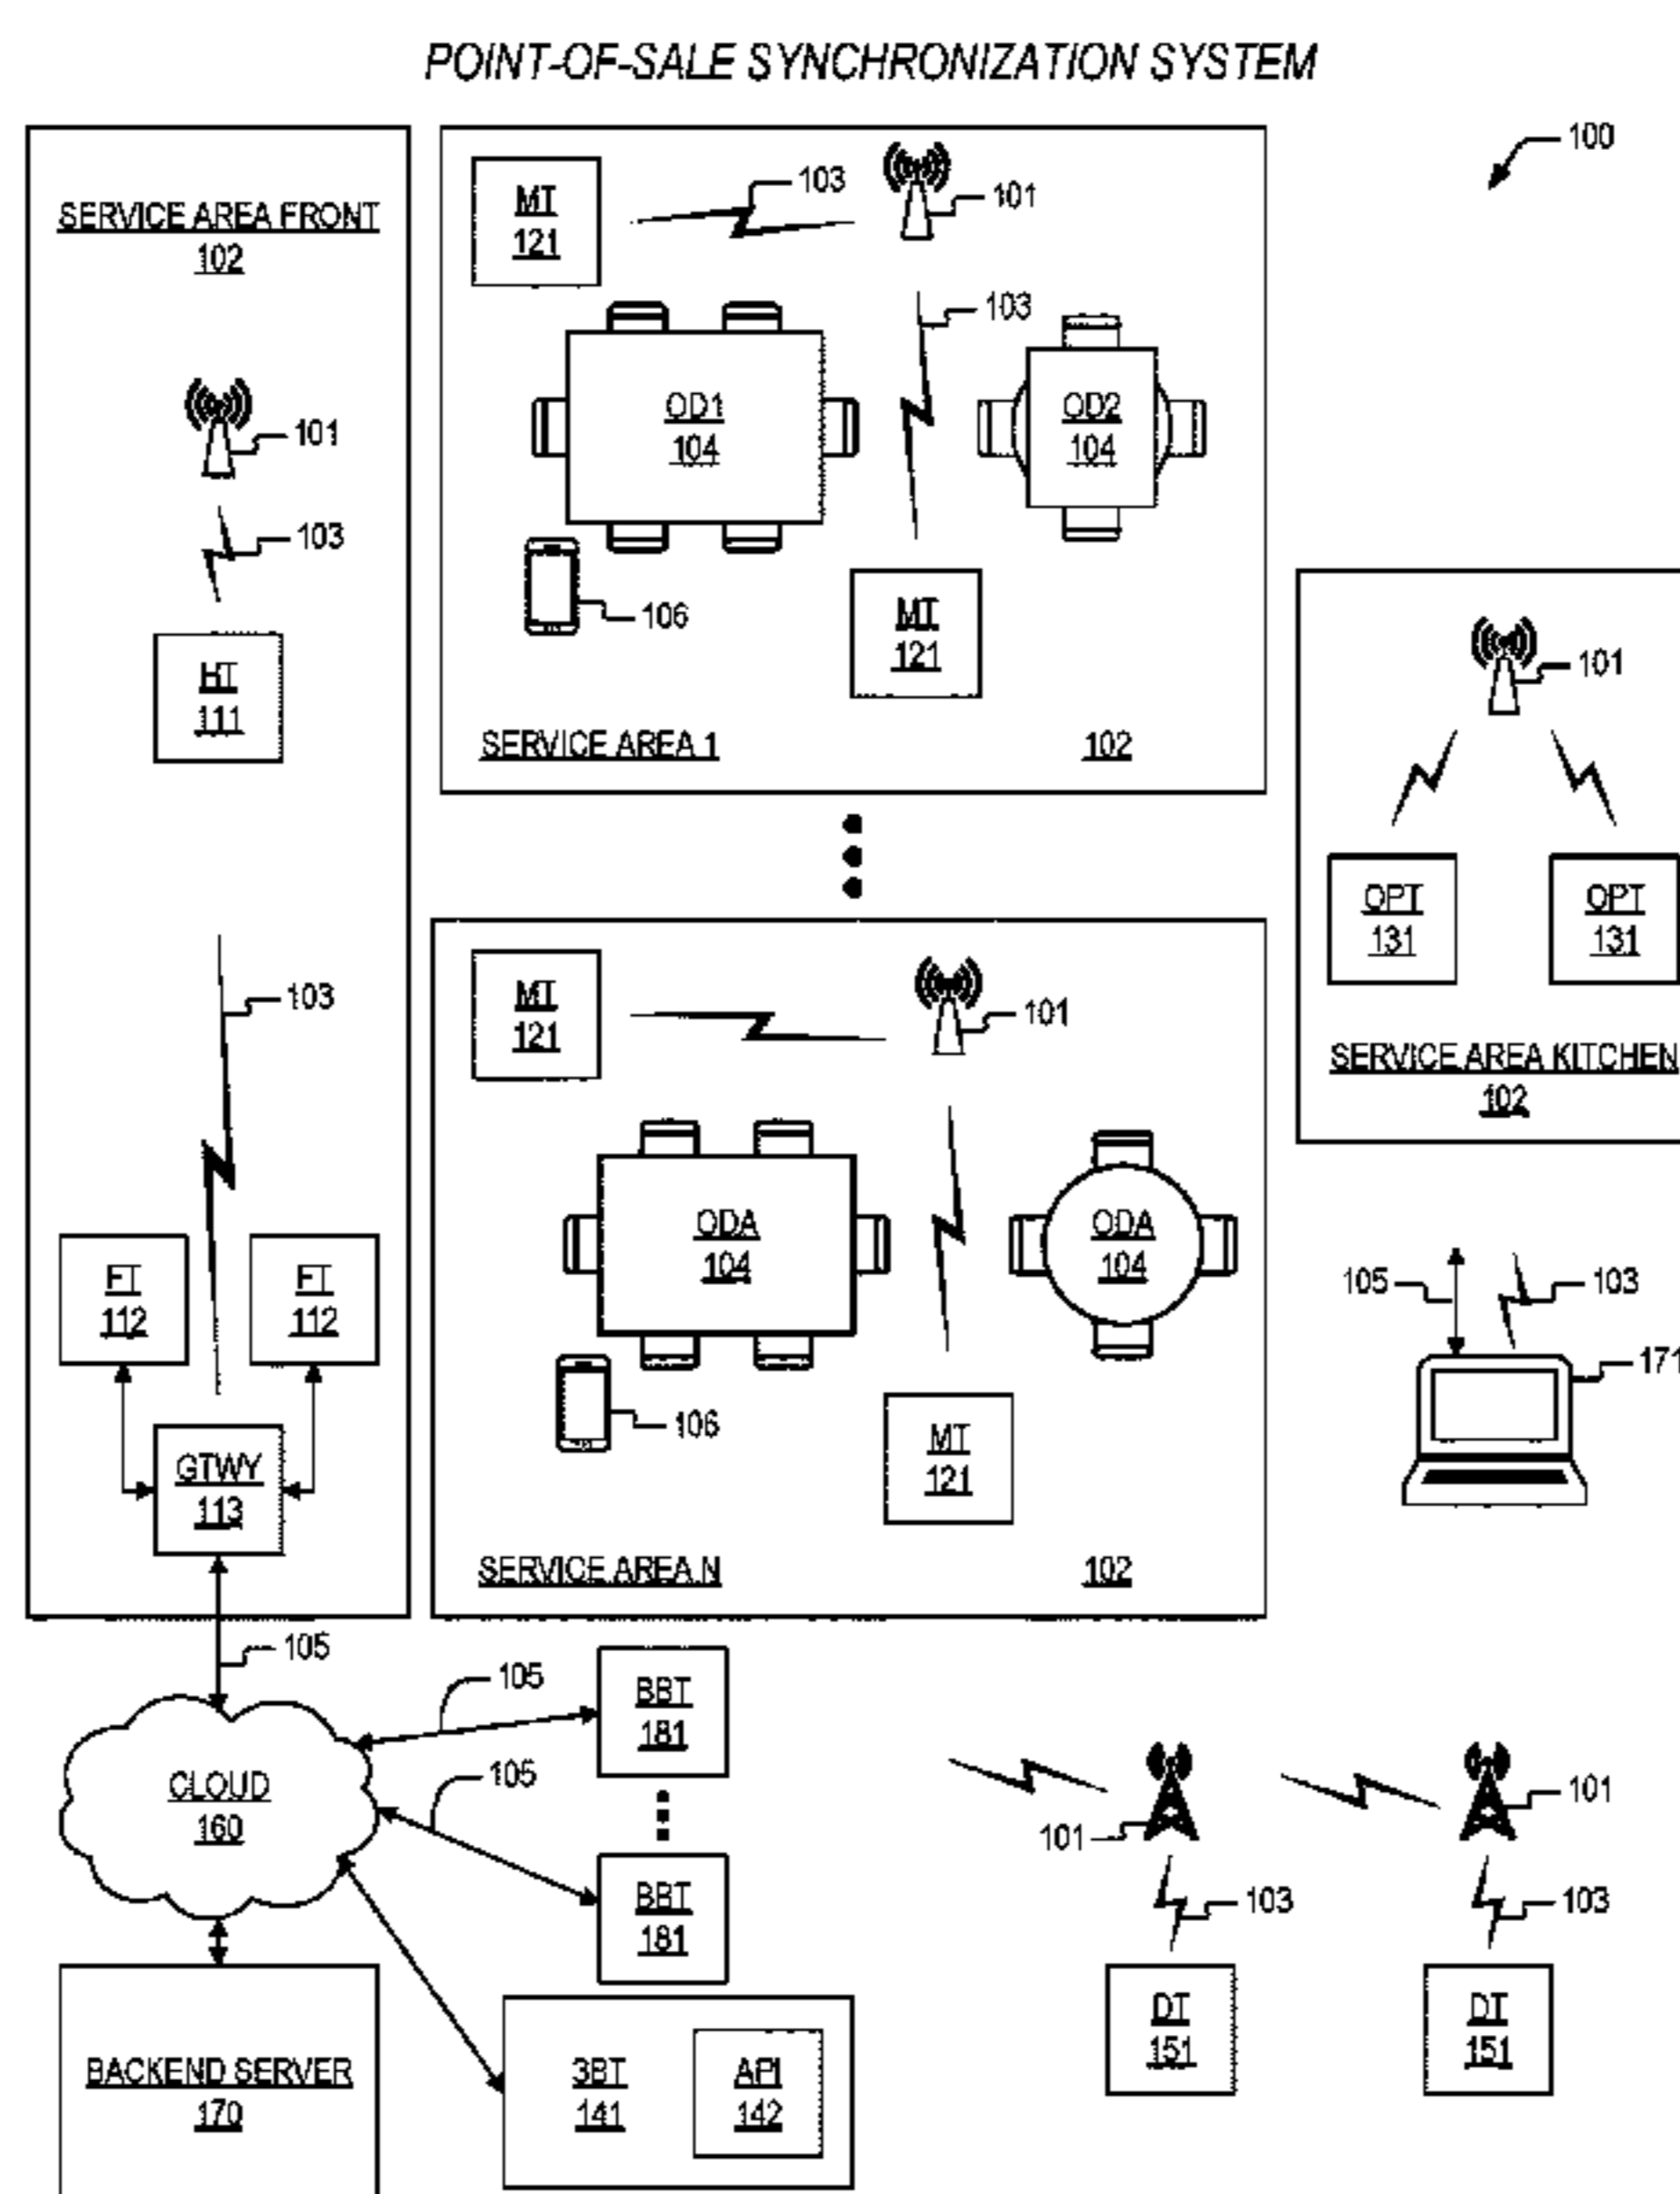 POINT-OF-SALE SYNCHRONIZATION SYSTEM
100
SERVICE AREA FRONT
102
101
103
HT
111
103
FT
112
FT
112
GTWY
113
105
MT
121
103
101
103
OD1
104
OD2
104
106
MT
121
SERVICE AREA 1
102
MT
121
101
ODA
104
ODA
104
106
MT
121
SERVICE AREA N
102
101
OPT
131
OPT
131
SERVICE AREA KITCHEN
102
105
103
171
CLOUD
160
105
BBT
181
105
BBT
181
BACKEND SERVER
170
3BT
141
API
142
101
101
103
103
DT
151
DT
151